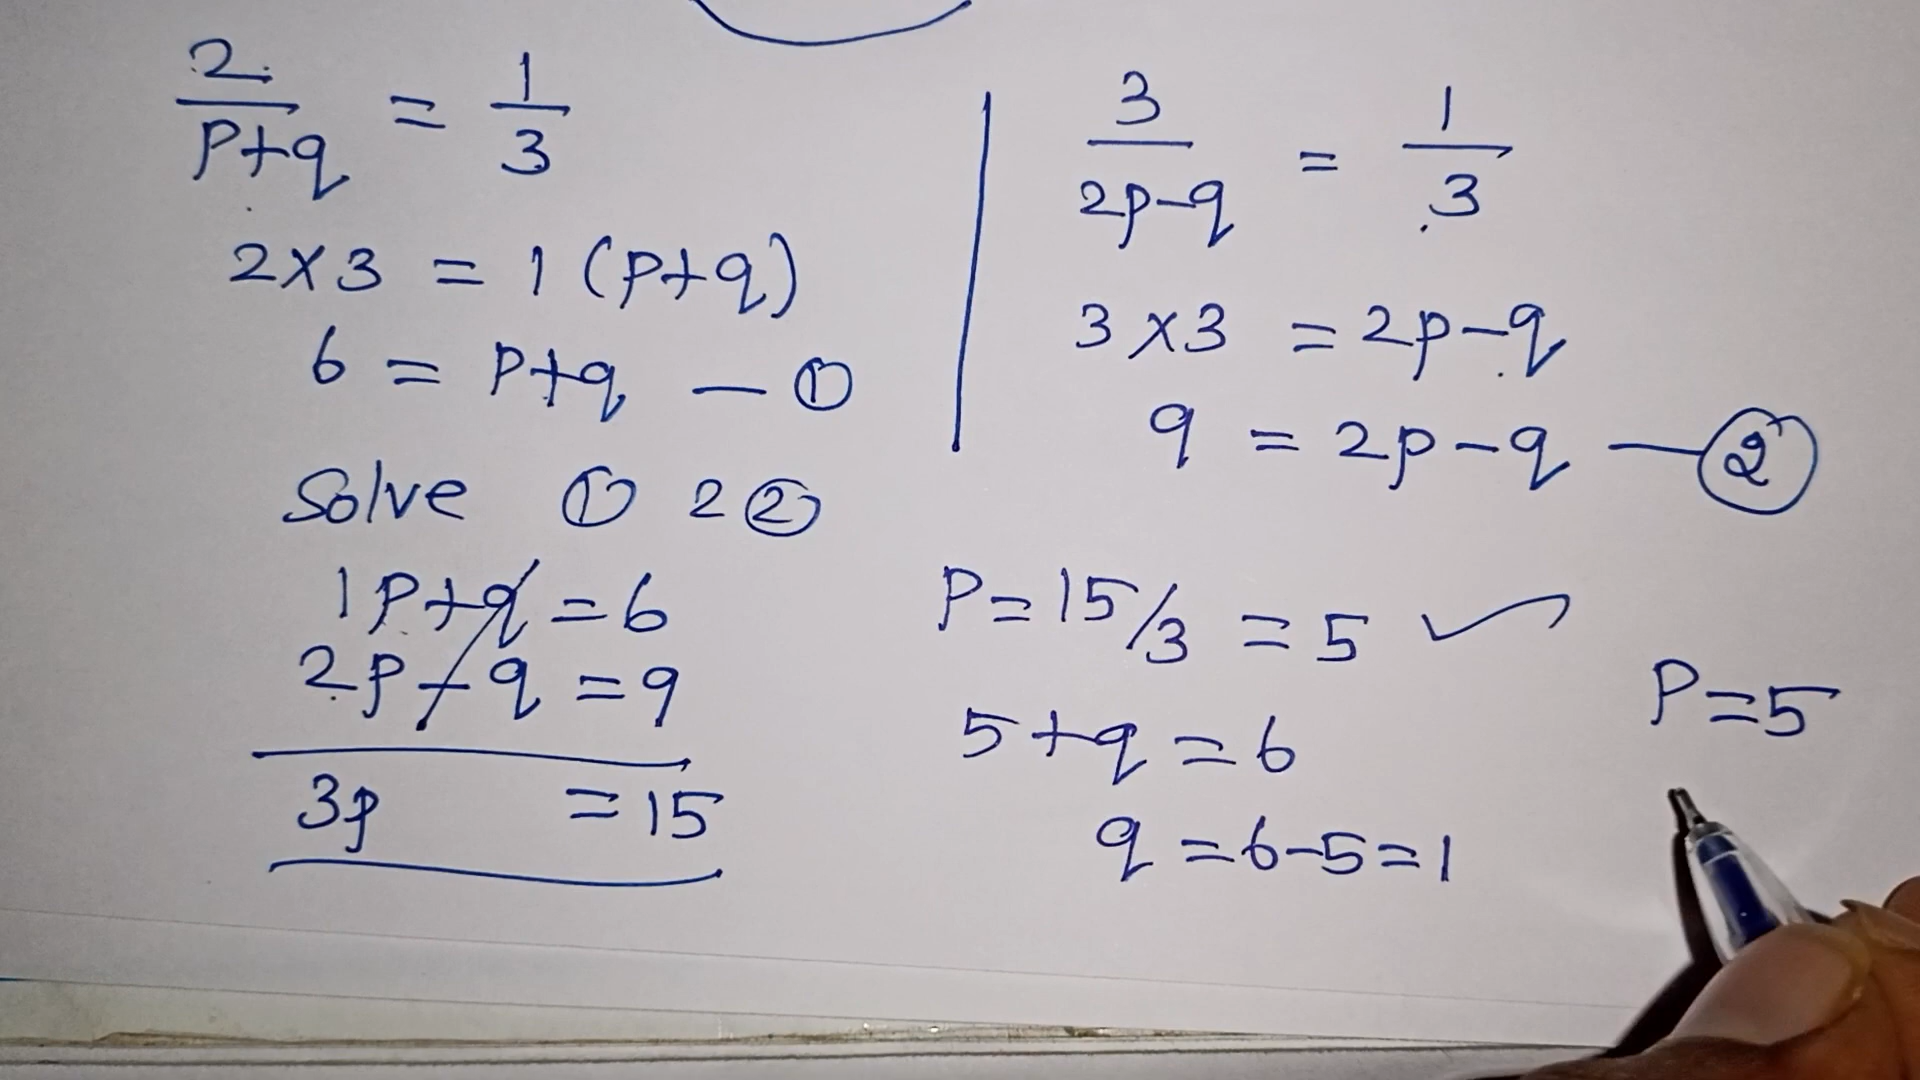 2/(P+q) = 1/3
2×3 = 1(P+q)
6 = P+q — ①
Solve ① 2 ②
1P+q=6
2P-q=9
3p =15
3/(2p-q) = 1/3
3×3 = 2p-q
9 = 2p-q — ②
P=15/3 =5 ✓
5+q=6
q=6-5=1
P=5